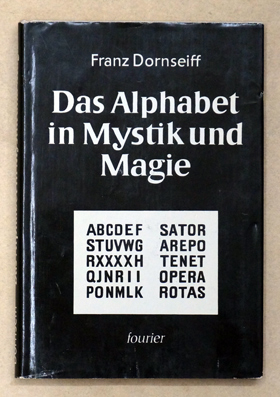 Franz Dornseiff
Das Alphabet
in Mystik und
Magie
ABCDEF SATOR
STUVWG AREPO
RXXXXH TENET
QJNRII OPERA
PONMLK ROTAS
fourier